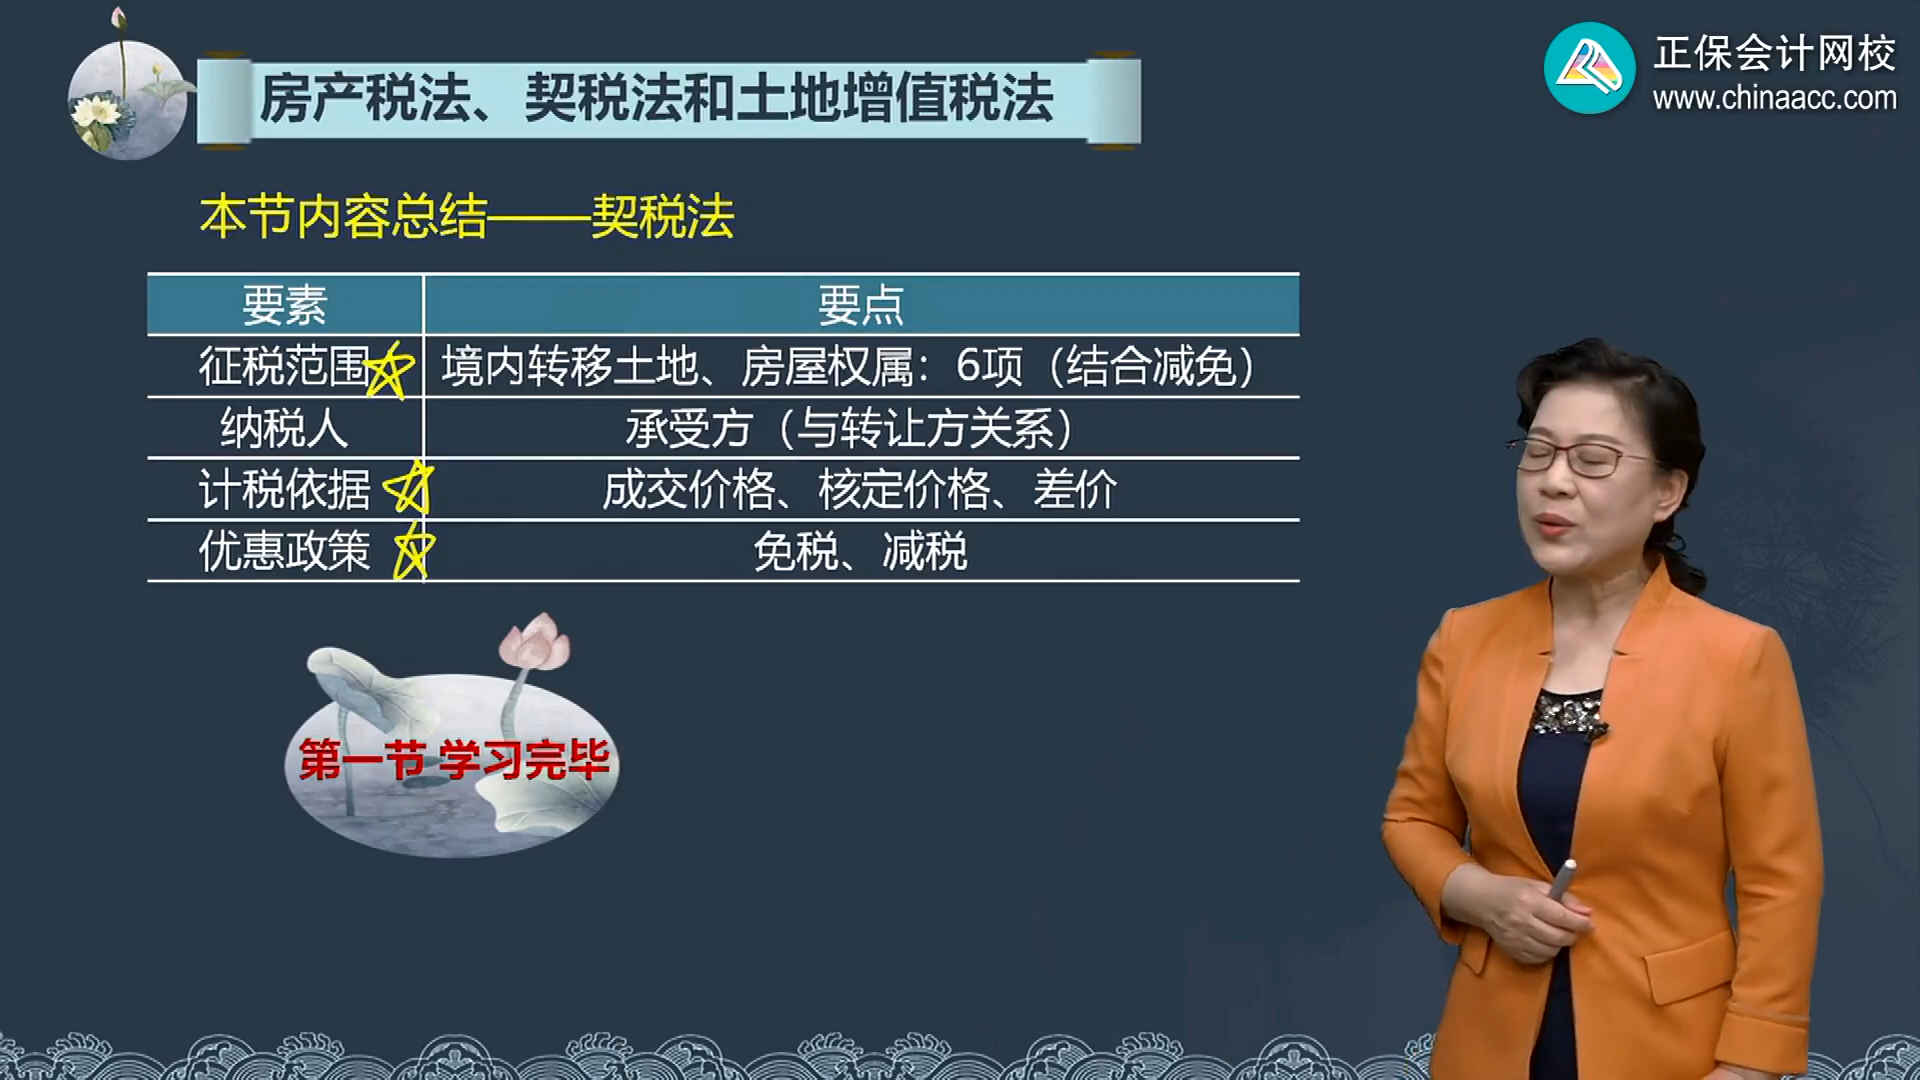 正保会计网校
www.chinaacc.com
房产税法、契税法和土地增值税法
本节内容总结——契税法
要素 要点
征税范围 境内转移土地、房屋权属：6项（结合减免）
纳税人 承受方（与转让方关系）
计税依据 成交价格、核定价格、差价
优惠政策 免税、减税
第一节 学习完毕